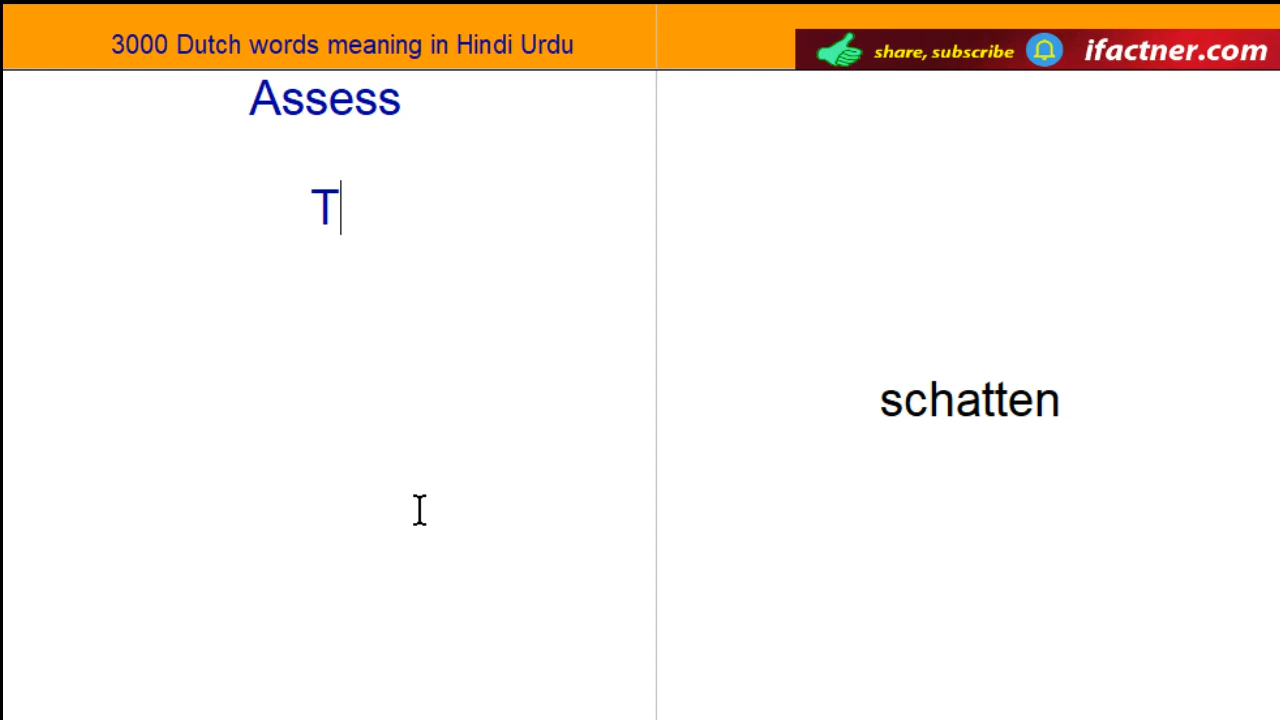 3000 Dutch words meaning in Hindi Urdu
share, subscribe
ifactner.com
Assess
T
schatten